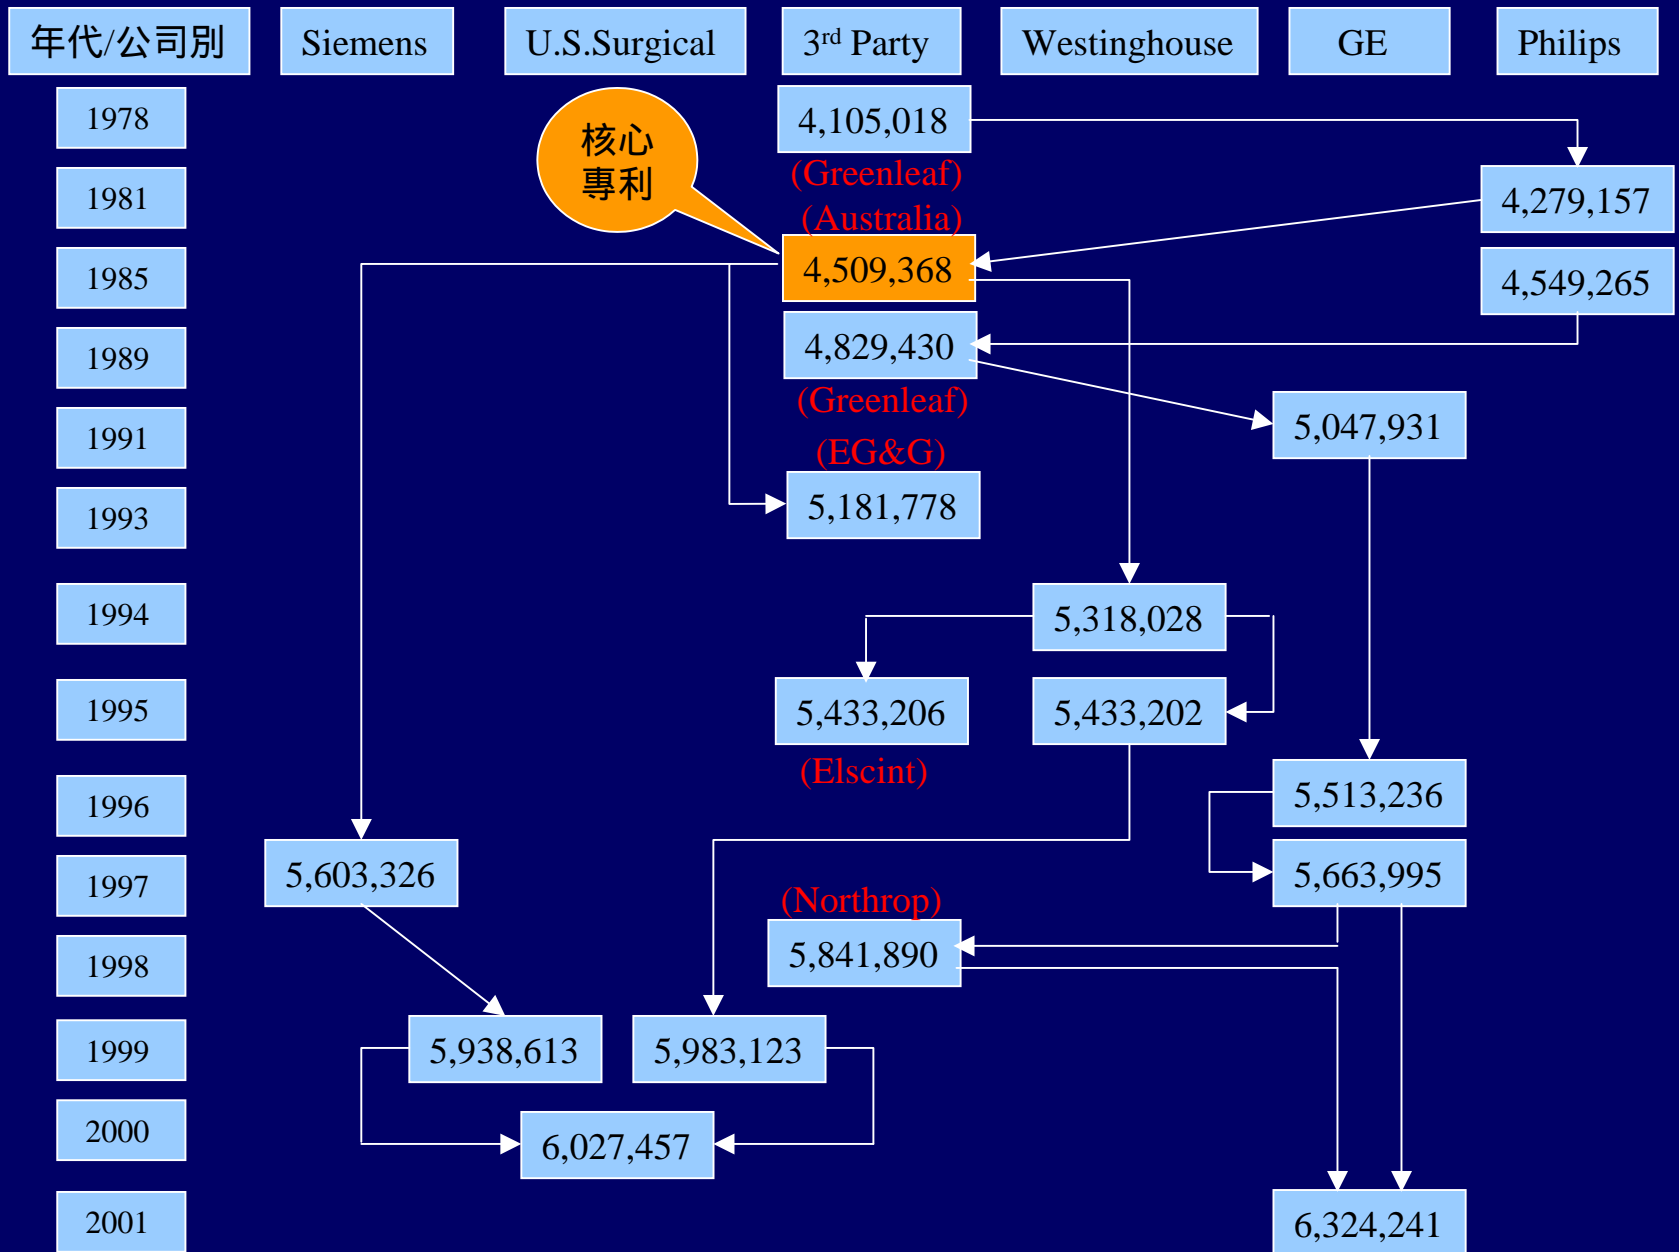 年代/公司別 Siemens U.S.Surgical 3rd Party Westinghouse GE Philips
1978 4,105,018
核心
專利
(Greenleaf)
1981 4,279,157
(Australia)
1985 4,509,368 4,549,265
1989 4,829,430
(Greenleaf)
1991 5,047,931
(EG&G)
1993 5,181,778
1994 5,318,028
1995 5,433,206 5,433,202
(Elscint)
1996 5,513,236
1997 5,603,326 5,663,995
(Northrop)
1998 5,841,890
1999 5,938,613 5,983,123
2000 6,027,457
2001 6,324,241